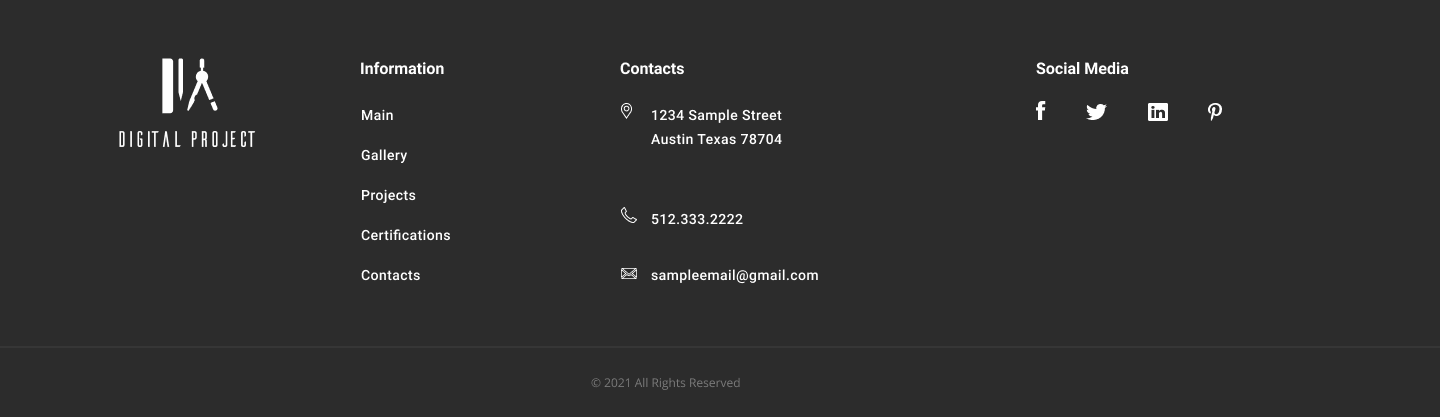 DIGITAL PROJECT
Information
Main
Gallery
Projects
Certifications
Contacts
Contacts
1234 Sample Street
Austin Texas 78704
512.333.2222
sampleemail@gmail.com
Social Media
© 2021 All Rights Reserved